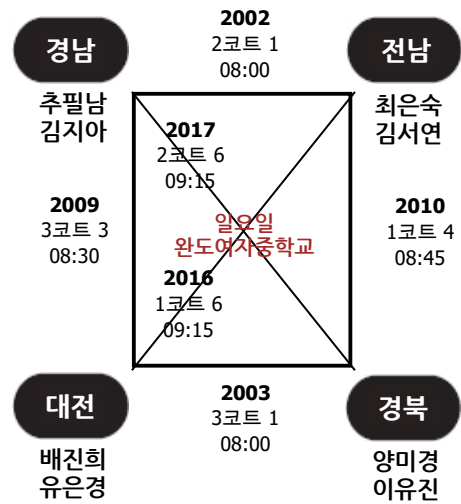 2002
2코트 1
08:00
경남
추필남
김지아
전남
최은숙
김서연
2017
2코트 6
09:15
2009
3코트 3
08:30
일요일
완도여자중학교
2010
1코트 4
08:45
2016
1코트 6
09:15
대전
배진희
유은경
2003
3코트 1
08:00
경북
양미경
이유진